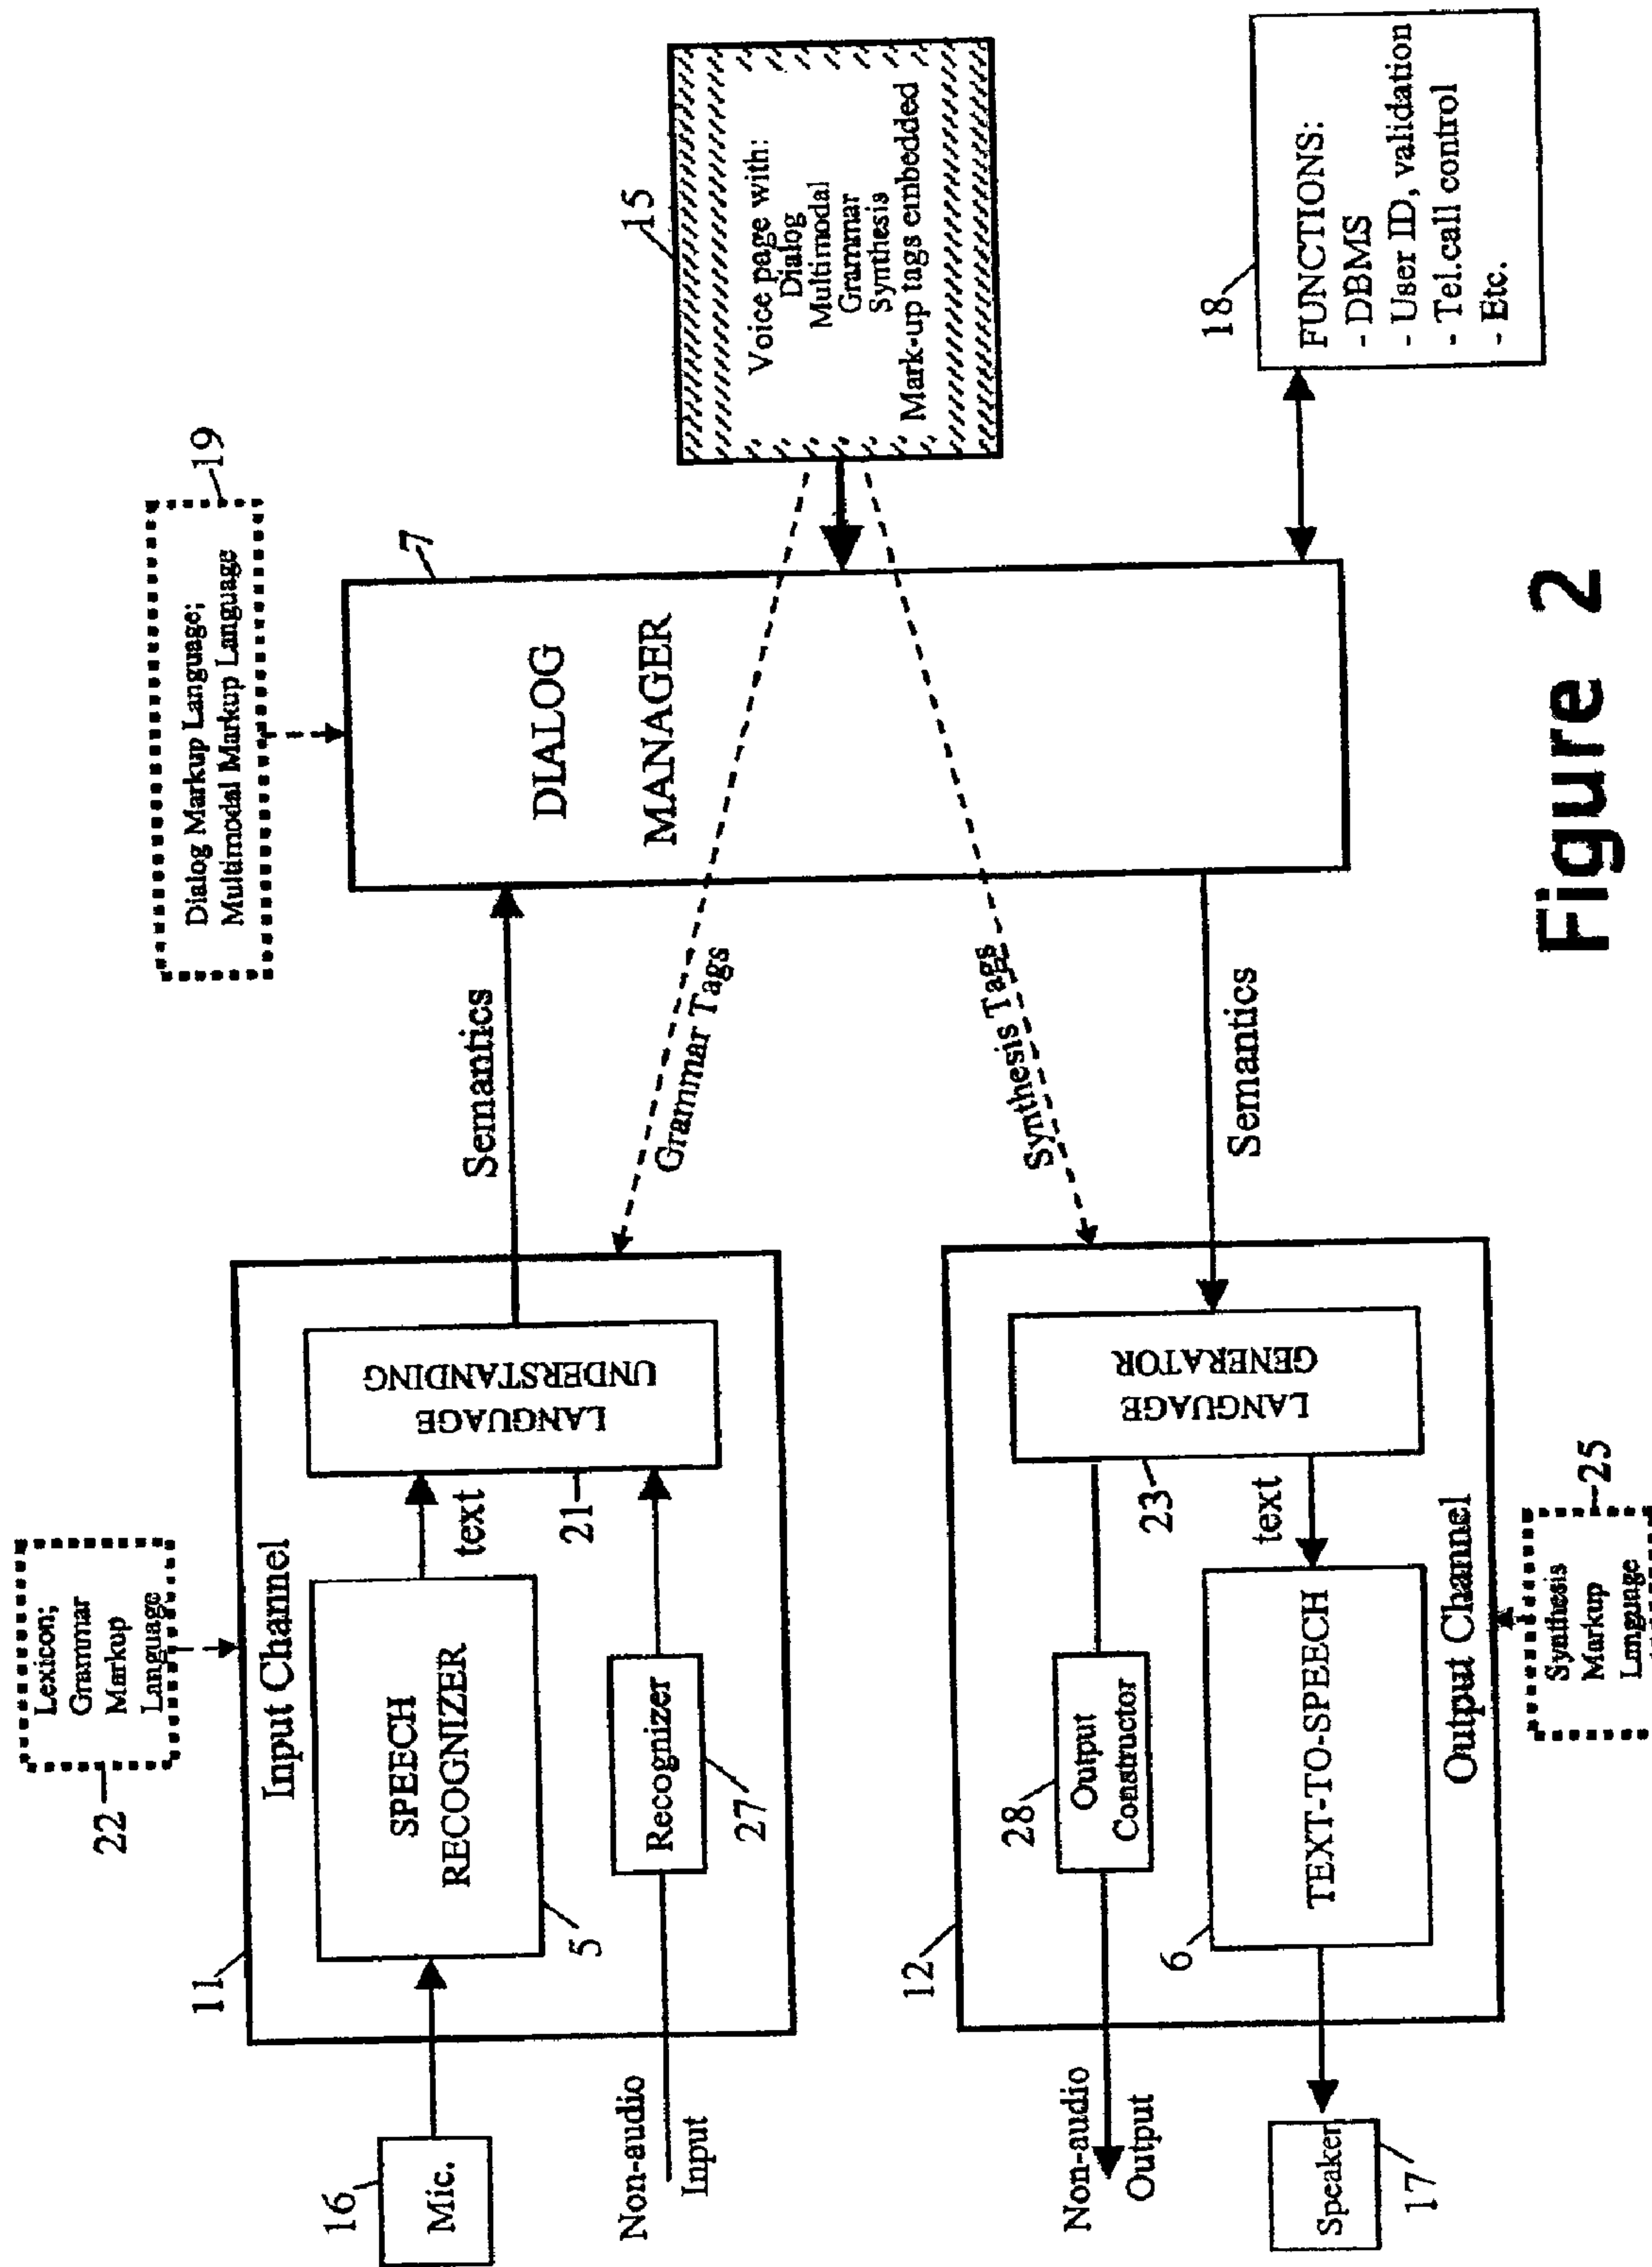 Lexicon;
Grammar
Markup
Language
22
Dialog Markup Language;
Multimodal Markup Language
19
11
Input Channel
16
Mic.
SPEECH
RECOGNIZER
5
text
LANGUAGE
UNDERSTANDING
21
Non-audio
Input
Recognizer
27
Semantics
Grammar Tags
7
DIALOG
MANAGER
15
Voice page with:
Dialog
Multimodal
Grammar
Synthesis
Mark-up tags embedded
12
Non-audio
Output
28
Output
Constructor
LANGUAGE
GENERATOR
23
text
6
TEXT-TO-SPEECH
Speaker
17
Output Channel
Synthesis Tags
Semantics
18
FUNCTIONS:
- DBMS
- User ID, validation
- Tel.call control
- Etc.
Synthesis
Markup
Language
25
Figure 2